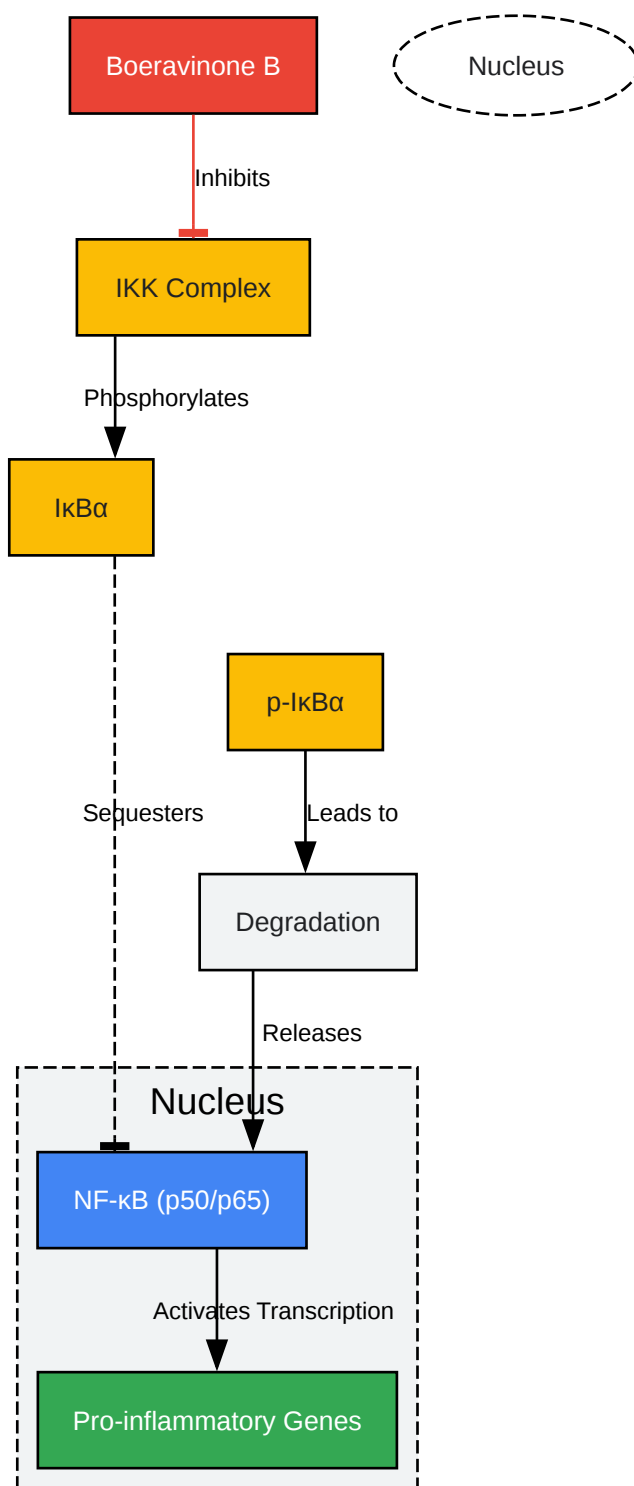 Boeravinone B
Nucleus
Inhibits
IKK Complex
Phosphorylates
IκBα
p-IκBα
Sequesters
Leads to
Degradation
Releases
Nucleus
NF-κB (p50/p65)
Activates Transcription
Pro-inflammatory Genes